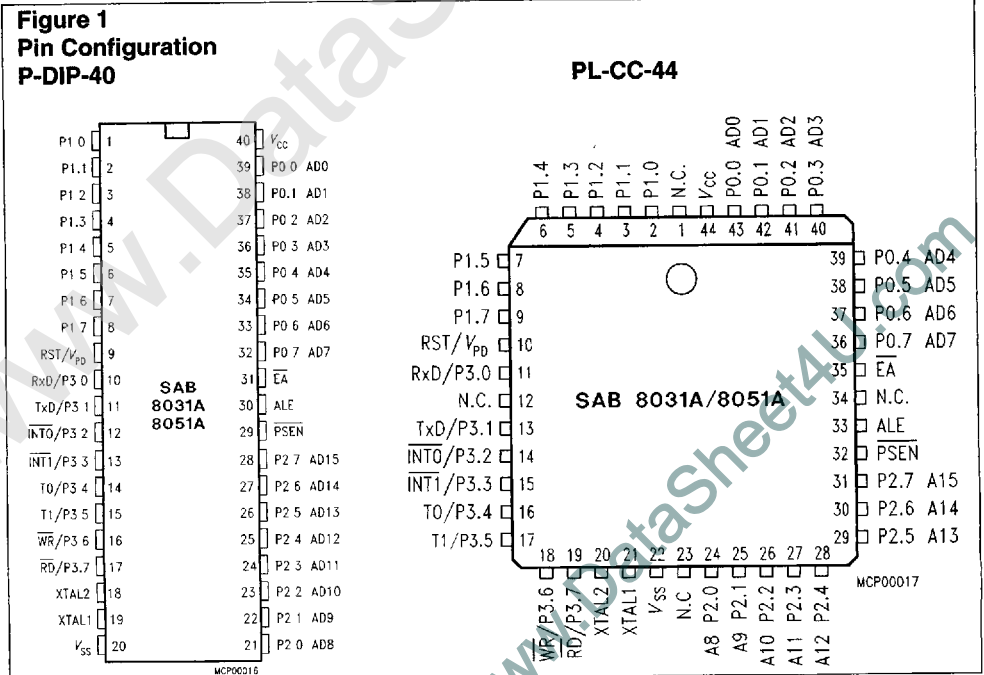 Figure 1
Pin Configuration
P-DIP-40
PL-CC-44
P1 0 1
P1.1 2
P1 2 3
P1.3 4
P1 4 5
P1 5 6
P1 6 7
P1 7 8
RST/VPD 9
RxD/P3 0 10
TxD/P3 1 11
INT0/P3 2 12
INT1/P3 3 13
T0/P3 4 14
T1/P3 5 15
WR/P3 6 16
RD/P3.7 17
XTAL2 18
XTAL1 19
VSS 20
SAB
8031A
8051A
40 VCC
39 P0 0 AD0
38 P0.1 AD1
37 P0 2 AD2
36 P0 3 AD3
35 P0 4 AD4
34 P0 5 AD5
33 P0 6 AD6
32 P0 7 AD7
31 EA
30 ALE
29 PSEN
28 P2 7 AD15
27 P2 6 AD14
26 P2 5 AD13
25 P2 4 AD12
24 P2 3 AD11
23 P2 2 AD10
22 P2 1 AD9
21 P2 0 AD8
MCP00016
P1.4
P1.3
P1.2
P1.1
P1.0
N.C.
VCC
P0.0 AD0
P0.1 AD1
P0.2 AD2
P0.3 AD3
6 5 4 3 2 1 44 43 42 41 40
P1.5 7
P1.6 8
P1.7 9
RST/VPD 10
RxD/P3.0 11
N.C. 12
TxD/P3.1 13
INT0/P3.2 14
INT1/P3.3 15
T0/P3.4 16
T1/P3.5 17
SAB 8031A/8051A
39 P0.4 AD4
38 P0.5 AD5
37 P0.6 AD6
36 P0.7 AD7
35 EA
34 N.C.
33 ALE
32 PSEN
31 P2.7 A15
30 P2.6 A14
29 P2.5 A13
18 19 20 21 22 23 24 25 26 27 28
WR/P3.6
RD/P3.7
XTAL2
XTAL1
VSS
N.C
A8 P2.0
A9 P2.1
A10 P2.2
A11 P2.3
A12 P2.4
MCP00017
www.DataSheet4U.com
www.DataS